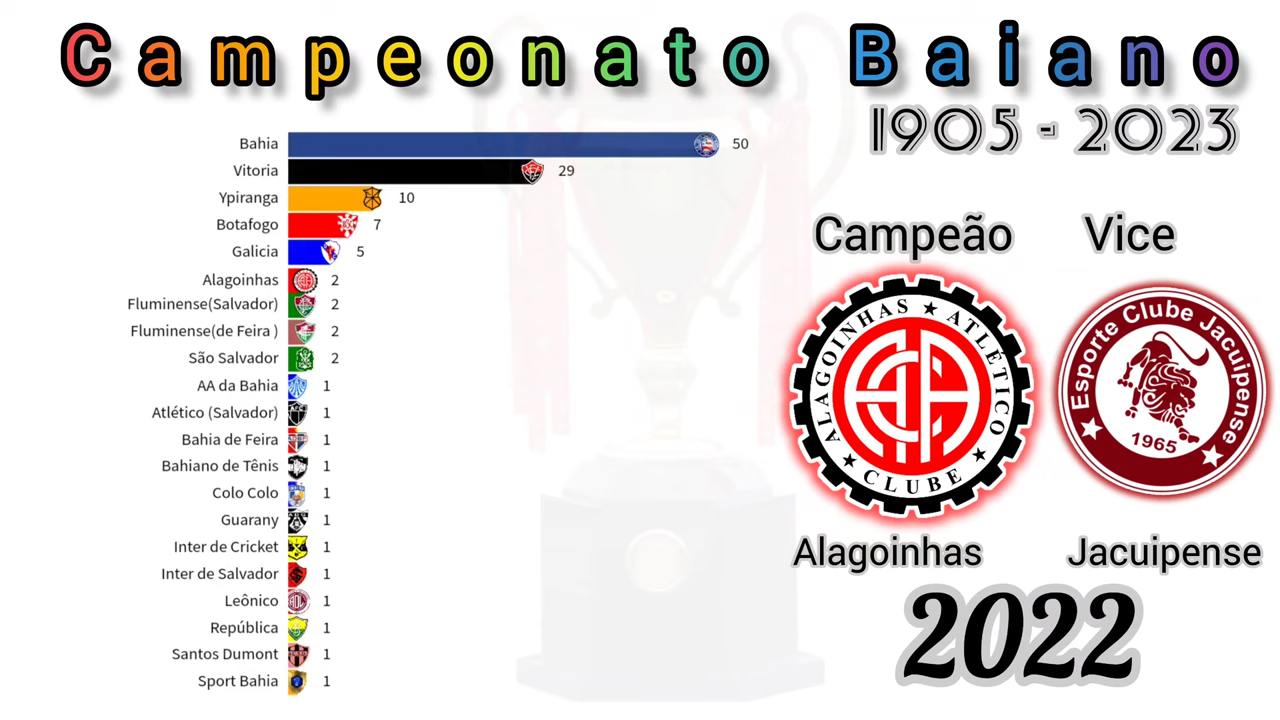 Campeonato Baiano
1905 - 2023
Bahia 50
Vitoria 29
Ypiranga 10
Botafogo 7
Galicia 5
Alagoinhas 2
Fluminense(Salvador) 2
Fluminense(de Feira ) 2
São Salvador 2
AA da Bahia 1
Atlético (Salvador) 1
Bahia de Feira 1
Bahiano de Tênis 1
Colo Colo 1
Guarany 1
Inter de Cricket 1
Inter de Salvador 1
Leônico 1
República 1
Santos Dumont 1
Sport Bahia 1
Campeão Vice
ALAGOINHAS ★ ATLÉTICO ★ CLUBE ★
Esporte Clube Jacuipense
1965
Alagoinhas Jacuipense
2022